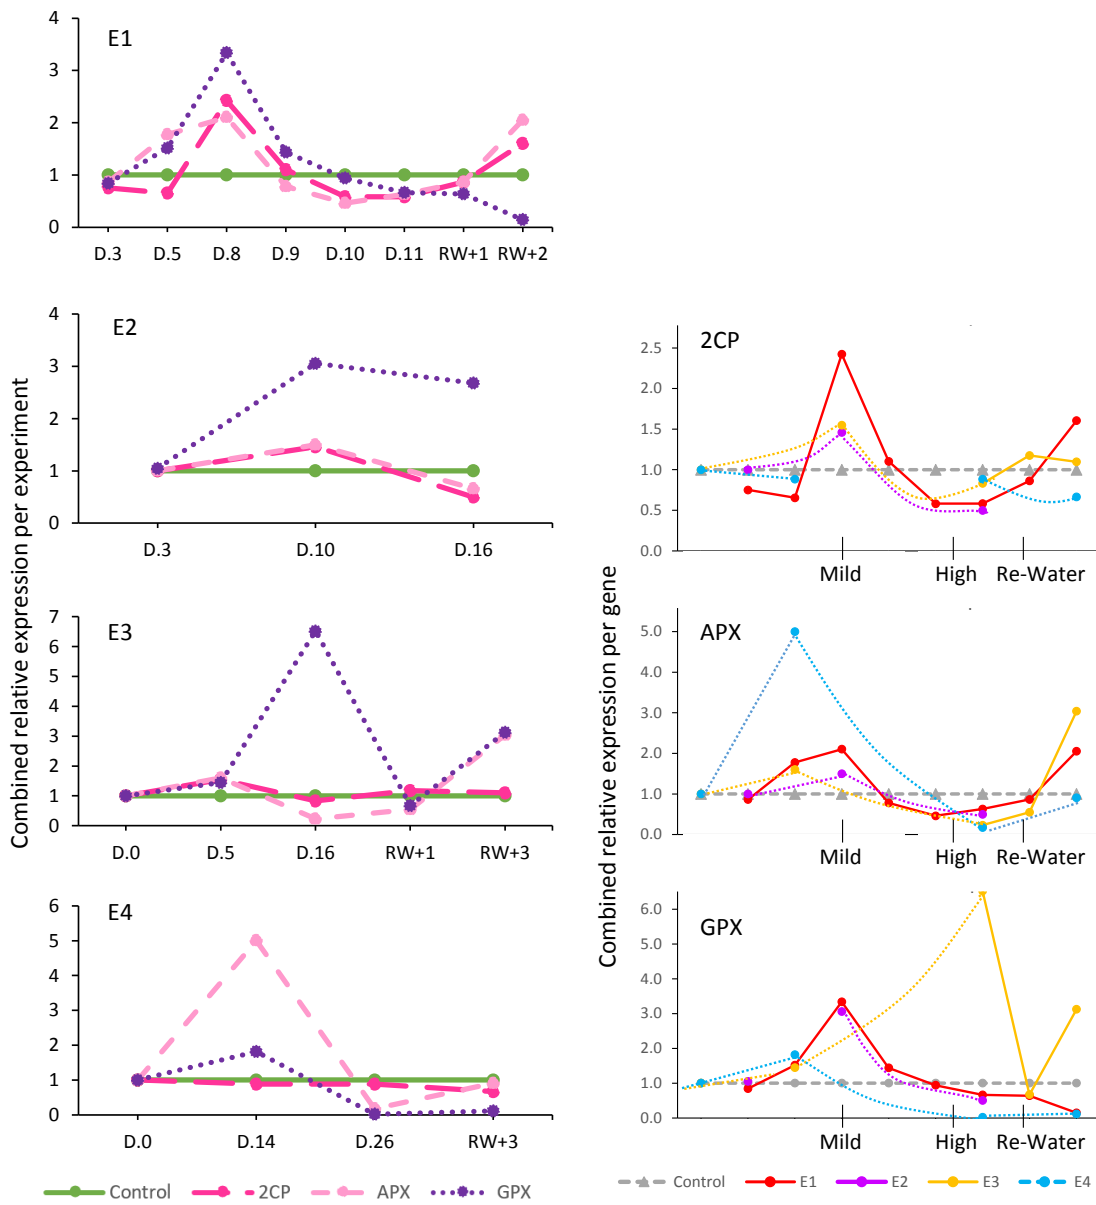 Combined relative expression per experiment
E1
4
3
2
1
0
D.3 D.5 D.8 D.9 D.10 D.11 RW+1 RW+2
E2
4
3
2
1
0
D.3 D.10 D.16
E3
7
6
5
4
3
2
1
0
D.0 D.5 D.16 RW+1 RW+3
E4
6
5
4
3
2
1
0
D.0 D.14 D.26 RW+3
Control 2CP APX GPX
Combined relative expression per gene
2CP
2.5
2.0
1.5
1.0
0.5
0.0
Mild High Re-Water
APX
5.0
4.0
3.0
2.0
1.0
0.0
Mild High Re-Water
GPX
6.0
5.0
4.0
3.0
2.0
1.0
0.0
Mild High Re-Water
Control E1 E2 E3 E4